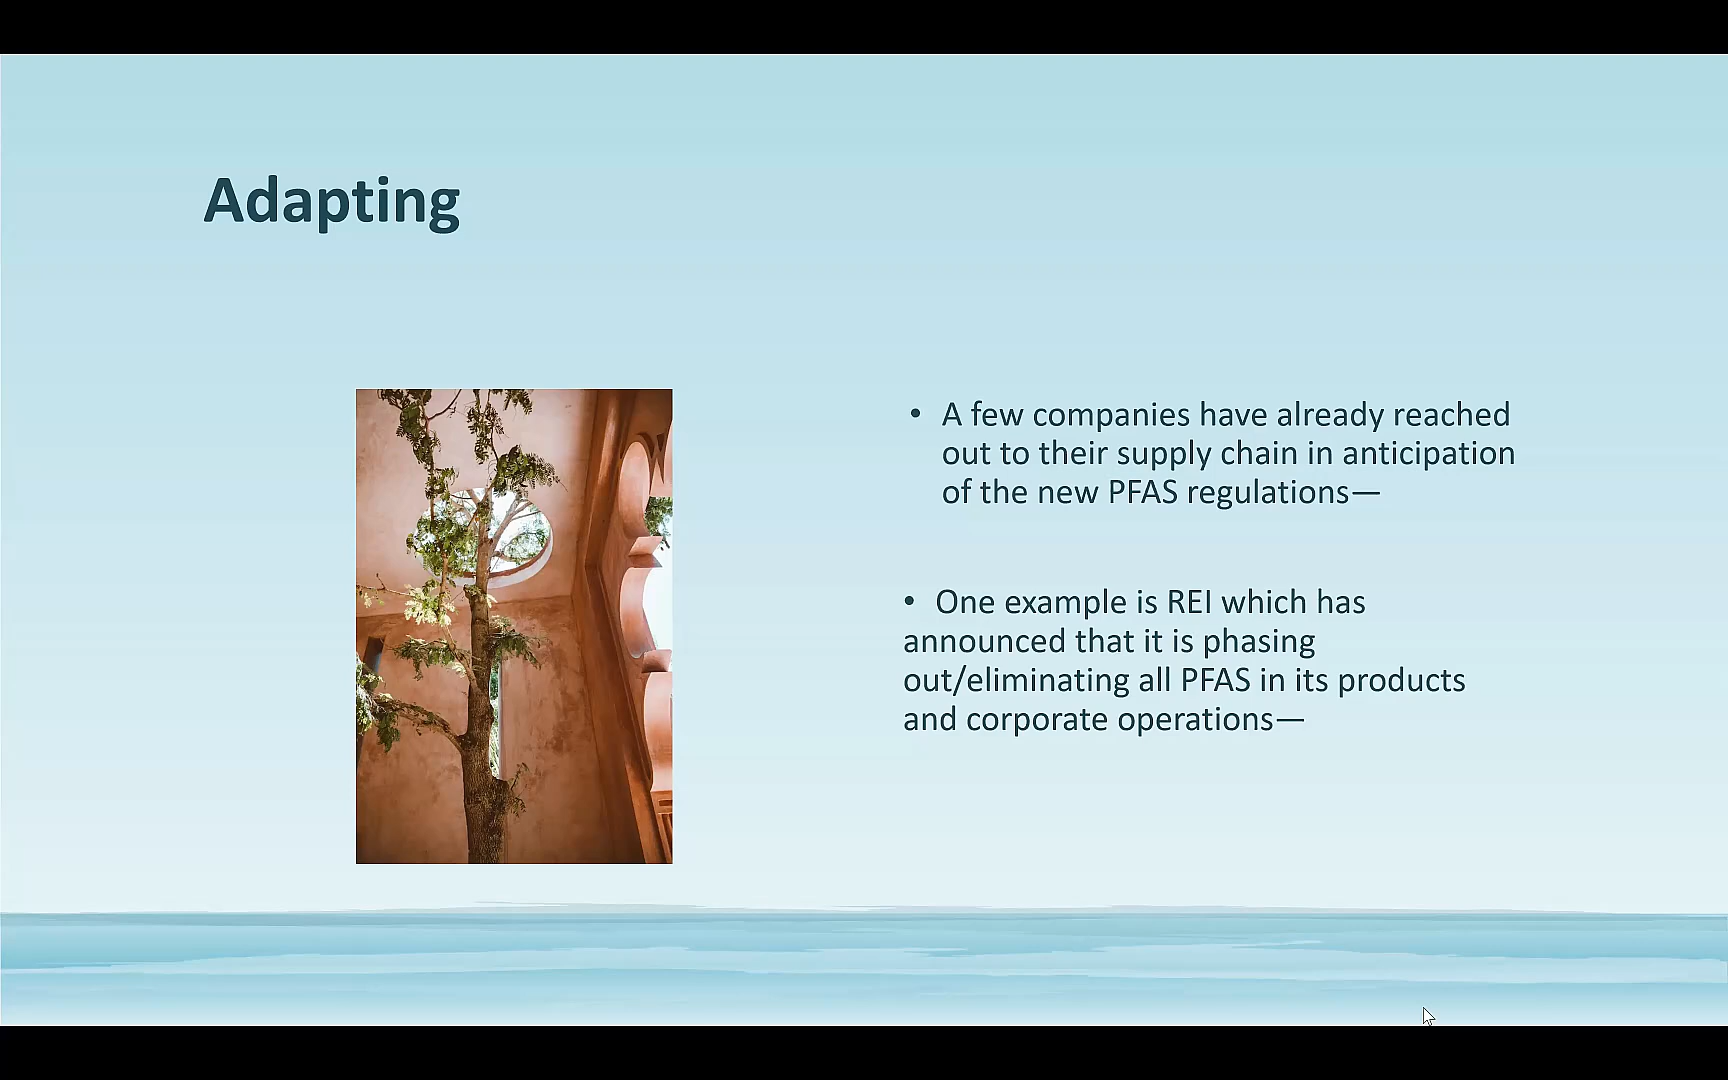 Adapting
• A few companies have already reached
out to their supply chain in anticipation
of the new PFAS regulations—
• One example is REI which has
announced that it is phasing
out/eliminating all PFAS in its products
and corporate operations—